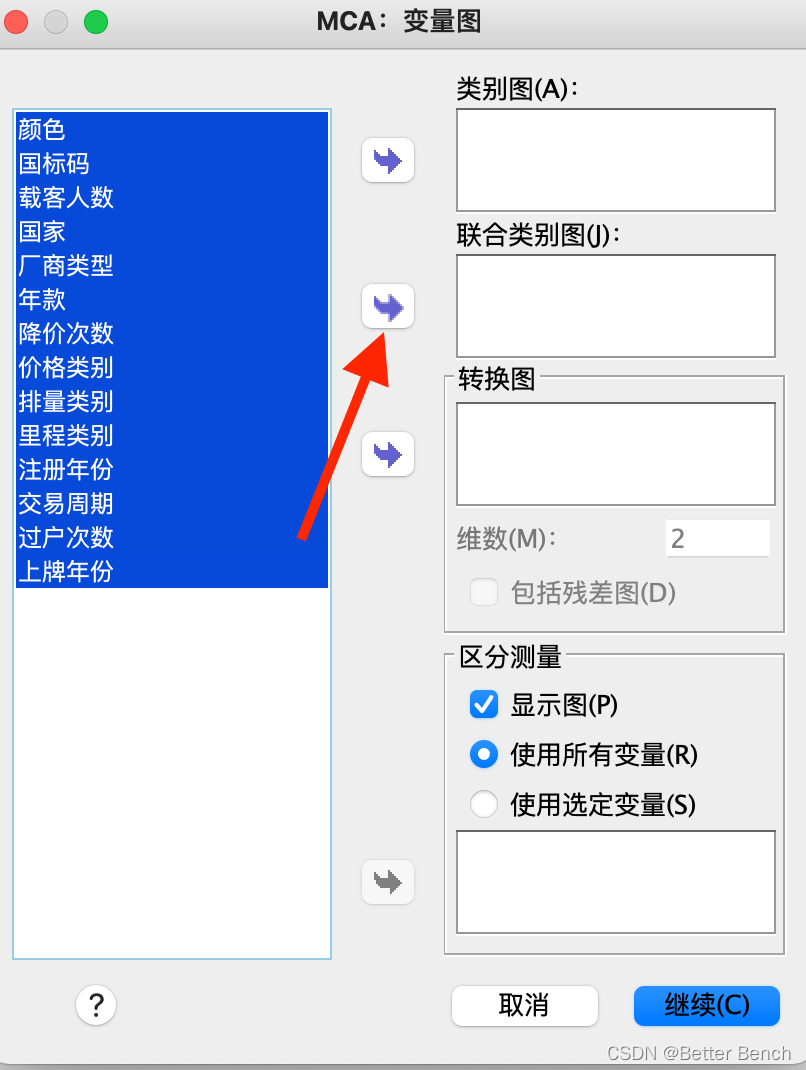 MCA：变量图
颜色
国标码
载客人数
国家
厂商类型
年款
降价次数
价格类别
排量类别
里程类别
注册年份
交易周期
过户次数
上牌年份
类别图(A)：
联合类别图(J)：
转换图
维数(M)：
2
包括残差图(D)
区分测量
显示图(P)
使用所有变量(R)
使用选定变量(S)
?
取消
继续(C)
CSDN @Better Bench